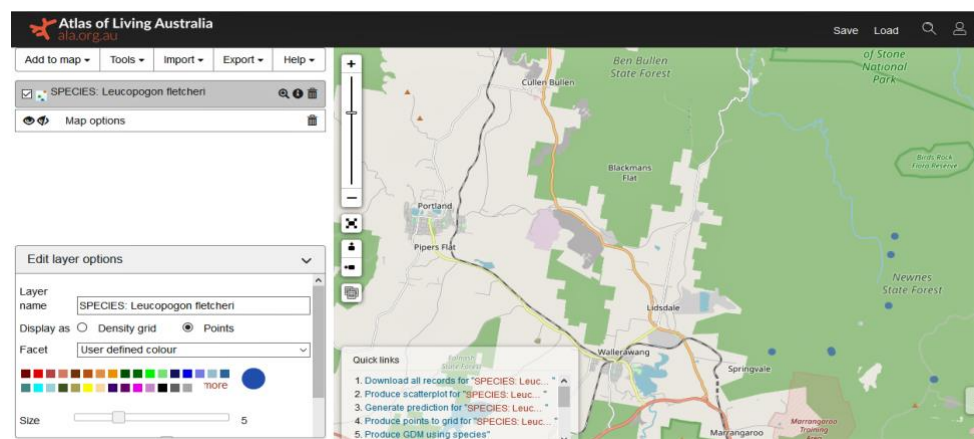 Atlas of Living Australia
ala.org.au
Save Load
Add to map Tools Import Export Help
SPECIES: Leucopogon fletcheri
Map options
Edit layer options
Layer
name SPECIES: Leucopogon fletcheri
Display as Density grid Points
Facet User defined colour
more
Size 5
of Stone
National
Park
Ben Bullen
State Forest
Cullen Bullen
Birds Rock
Flora Reserve
Blackmans
Flat
Portland
Pipers Flat
Newnes
State Forest
Lidsdale
Wallerawang
Springvale
Marrangaroo
Marrangaroo
Training
Area
State Forest
Quick links
1. Download all records for "SPECIES: Leuc... "
2. Produce scatterplot for "SPECIES: Leuc... "
3. Generate prediction for "SPECIES: Leuc... "
4. Produce points to grid for "SPECIES: Leuc... "
5. Produce GDM using species"